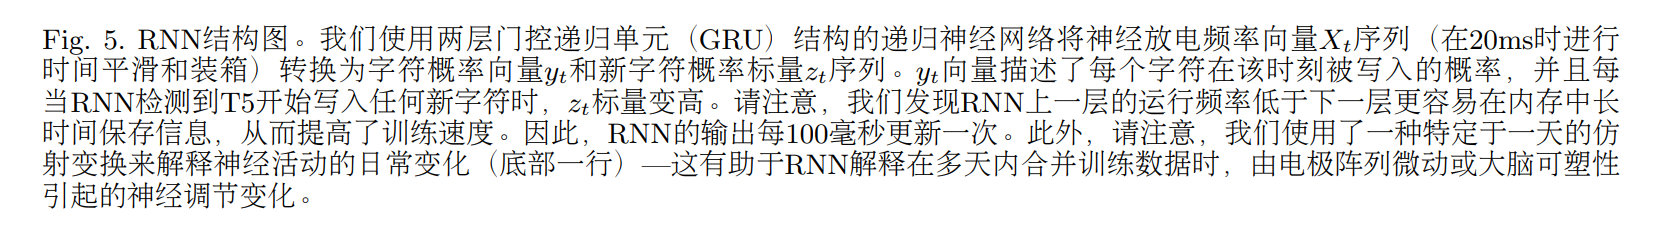 Fig. 5. RNN结构图。我们使用两层门控递归单元（GRU）结构的递归神经网络将神经放电频率向量Xt序列（在20ms时进行
时间平滑和装箱）转换为字符概率向量yt和新字符概率标量zt序列。yt向量描述了每个字符在该时刻被写入的概率，并且每
当RNN检测到T5开始写入任何新字符时，zt标量变高。请注意，我们发现RNN上一层的运行频率低于下一层更容易在内存中长
时间保存信息，从而提高了训练速度。因此，RNN的输出每100毫秒更新一次。此外，请注意，我们使用了一种特定于一天的仿
射变换来解释神经活动的日常变化（底部一行）—这有助于RNN解释在多天内合并训练数据时，由电极阵列微动或大脑可塑性
引起的神经调节变化。